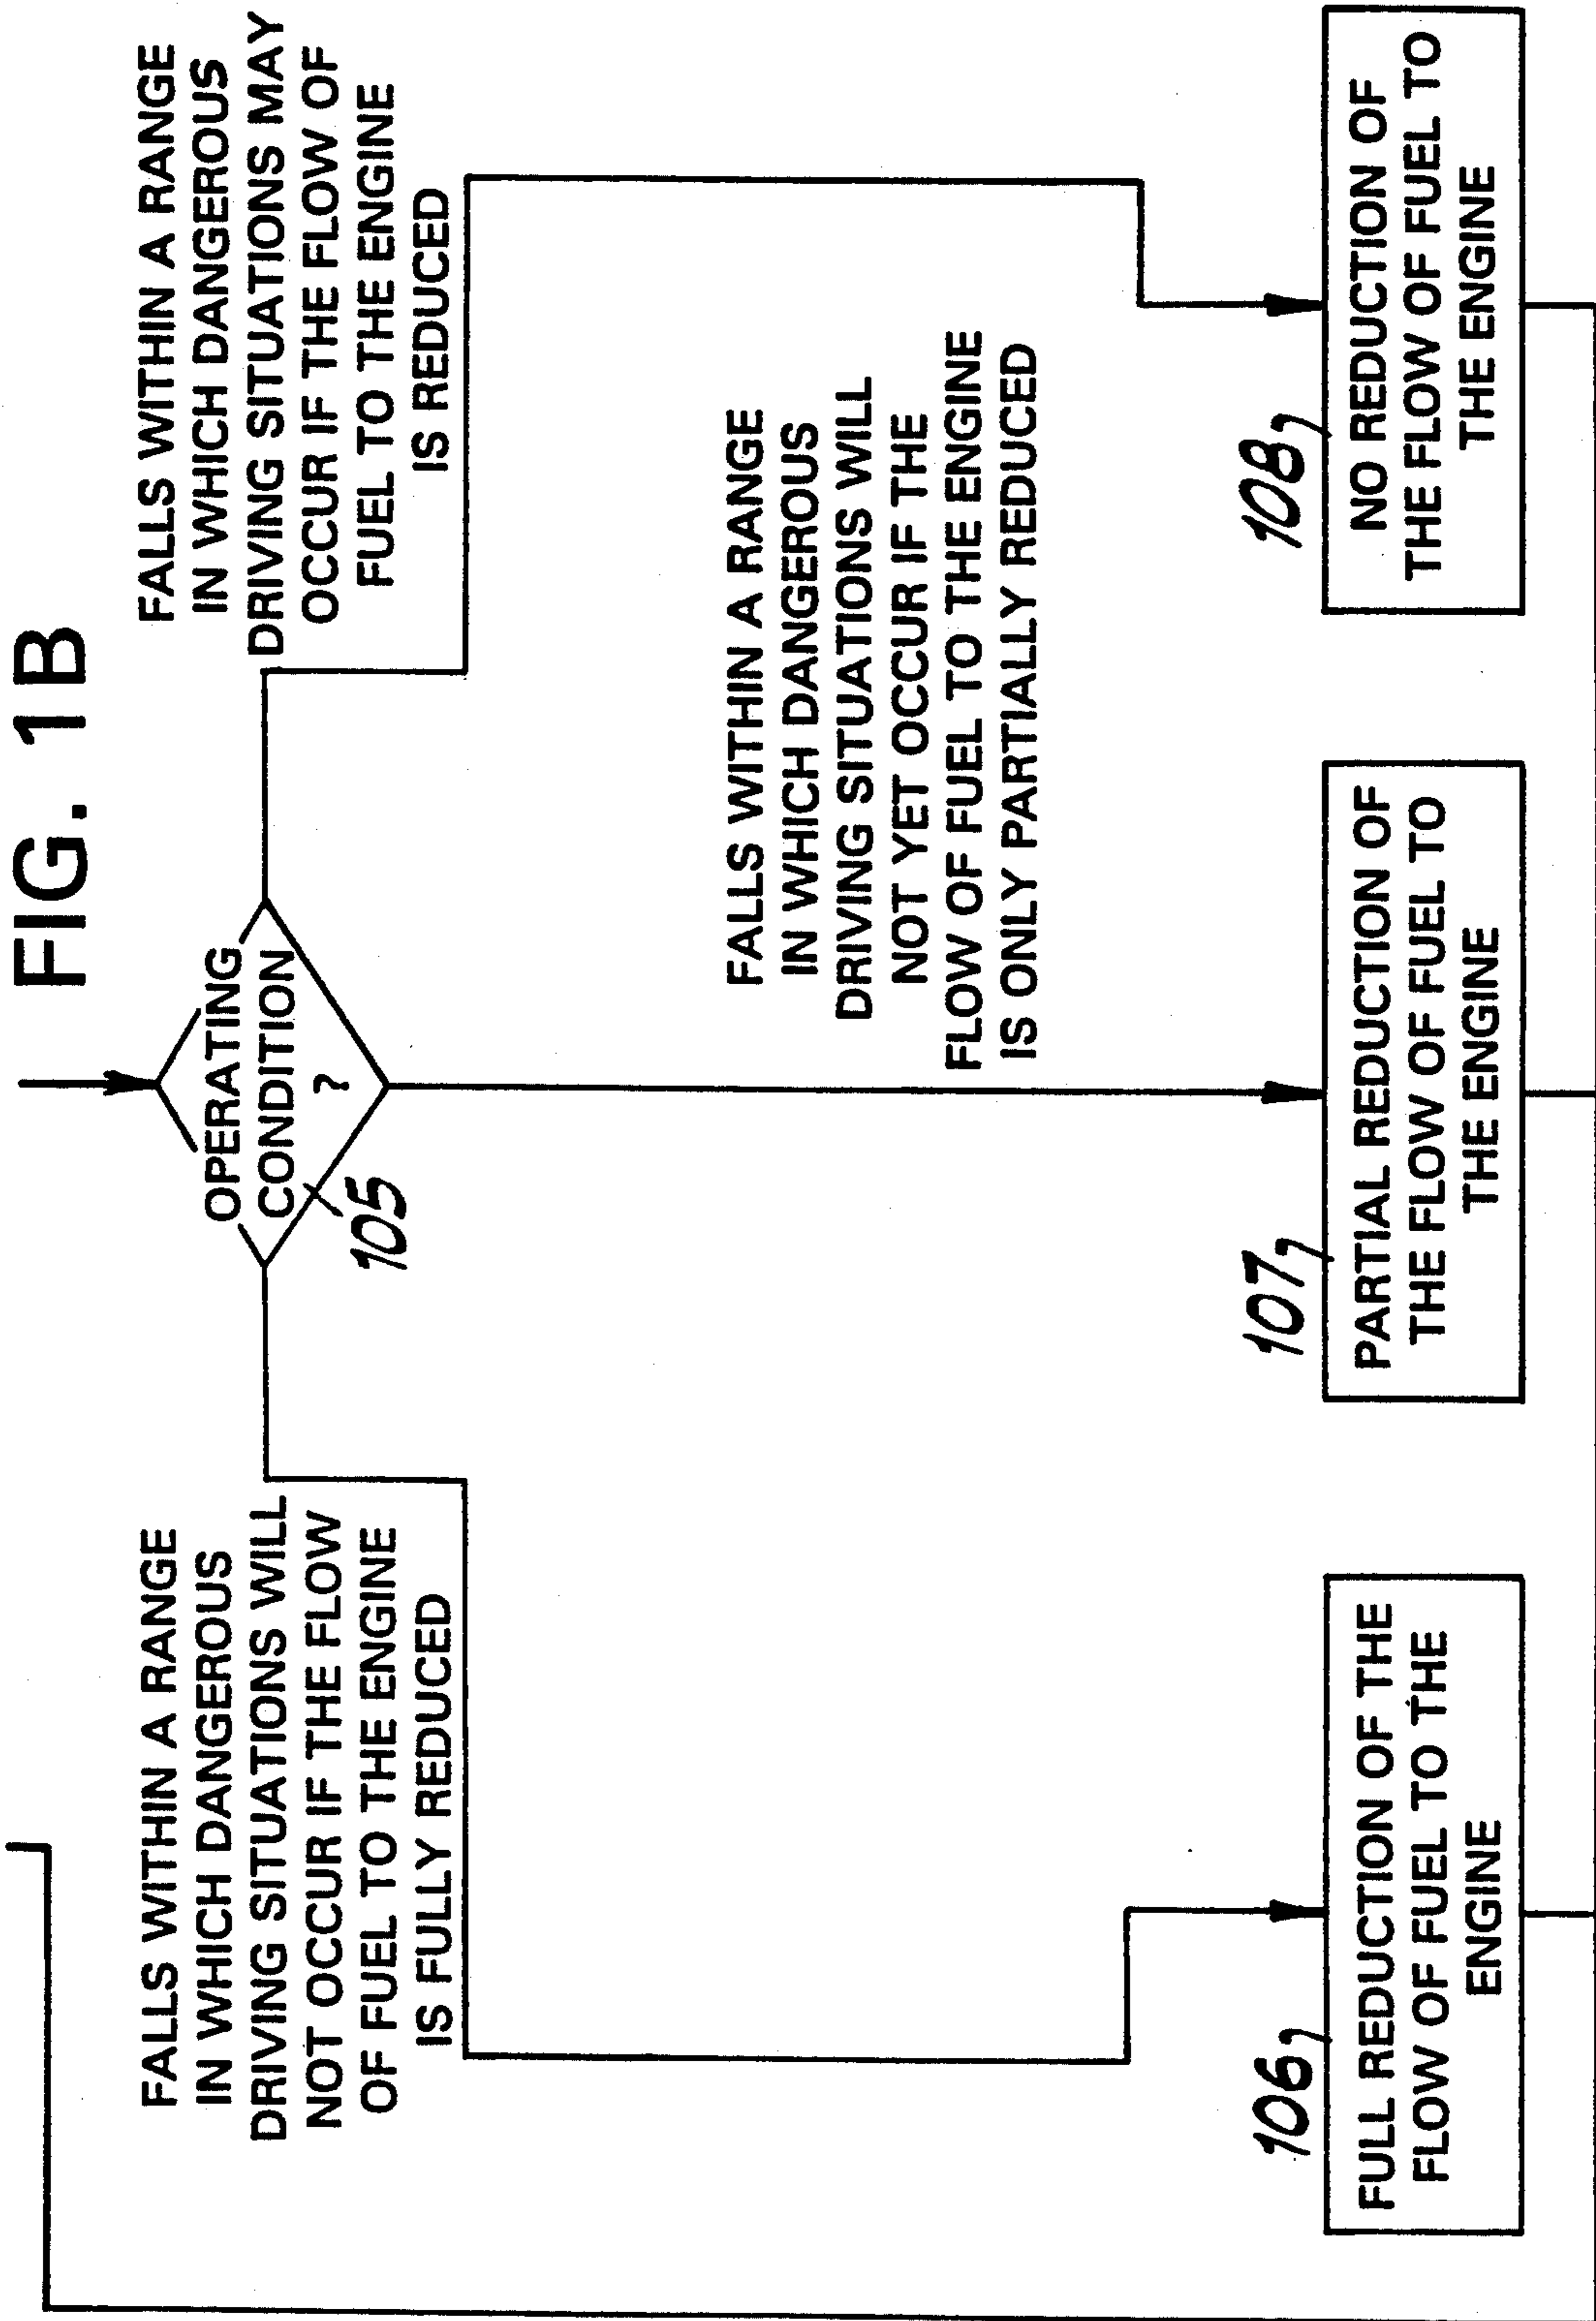 FIG. 1B
OPERATING
CONDITION
?
105
FALLS WITHIN A RANGE
IN WHICH DANGEROUS
DRIVING SITUATIONS WILL
NOT OCCUR IF THE FLOW
OF FUEL TO THE ENGINE
IS FULLY REDUCED
FALLS WITHIN A RANGE
IN WHICH DANGEROUS
DRIVING SITUATIONS MAY
OCCUR IF THE FLOW OF
FUEL TO THE ENGINE
IS REDUCED
FALLS WITHIN A RANGE
IN WHICH DANGEROUS
DRIVING SITUATIONS WILL
NOT YET OCCUR IF THE
FLOW OF FUEL TO THE ENGINE
IS ONLY PARTIALLY REDUCED
106
FULL REDUCTION OF THE
FLOW OF FUEL TO THE
ENGINE
107
PARTIAL REDUCTION OF
THE FLOW OF FUEL TO
THE ENGINE
108
NO REDUCTION OF
THE FLOW OF FUEL TO
THE ENGINE